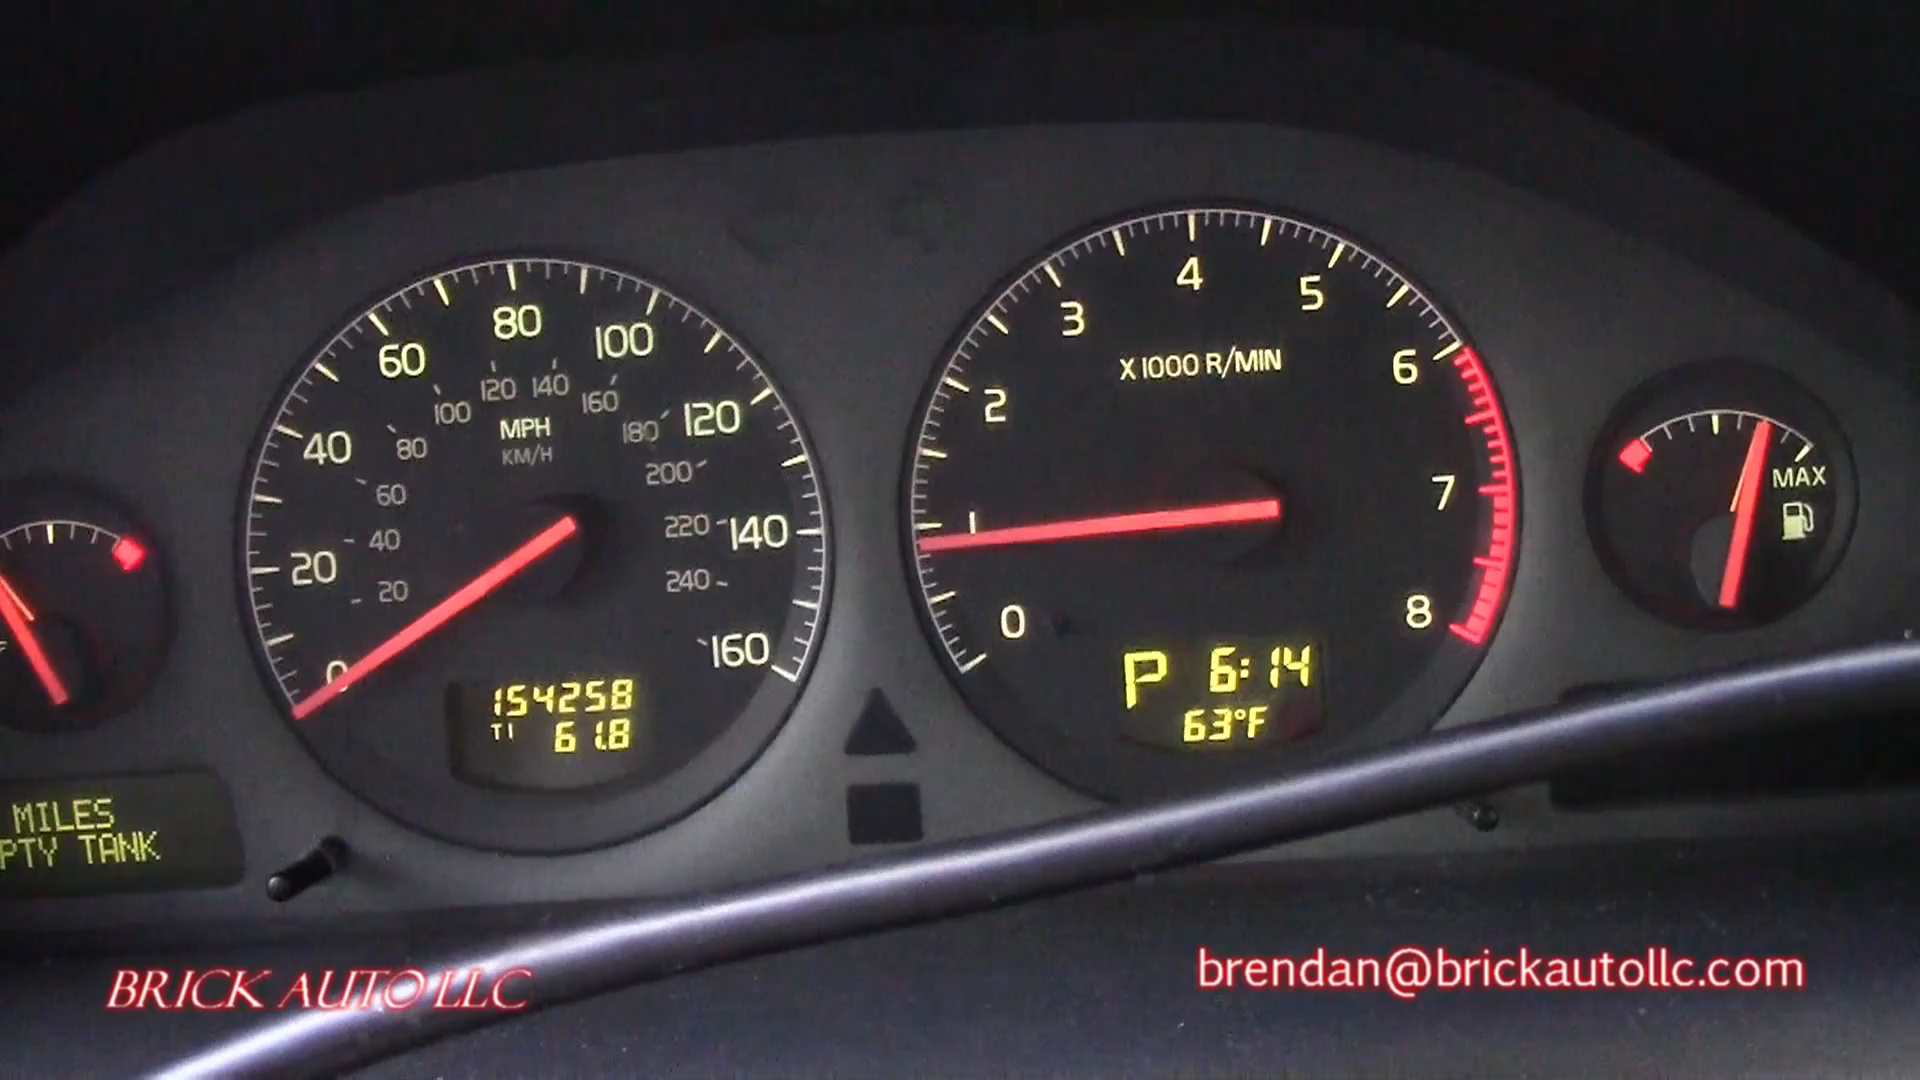 0
20
40
60
80
100
120
140
160
20
40
60
80
100
120
140
160
180
200
220
240
MPH
KM/H
154258
T1 61.8
0
1
2
3
4
5
6
7
8
X1000 R/MIN
P 6:14
63°F
MAX
MILES
PTY TANK
BRICK AUTO LLC
brendan@brickautollc.com